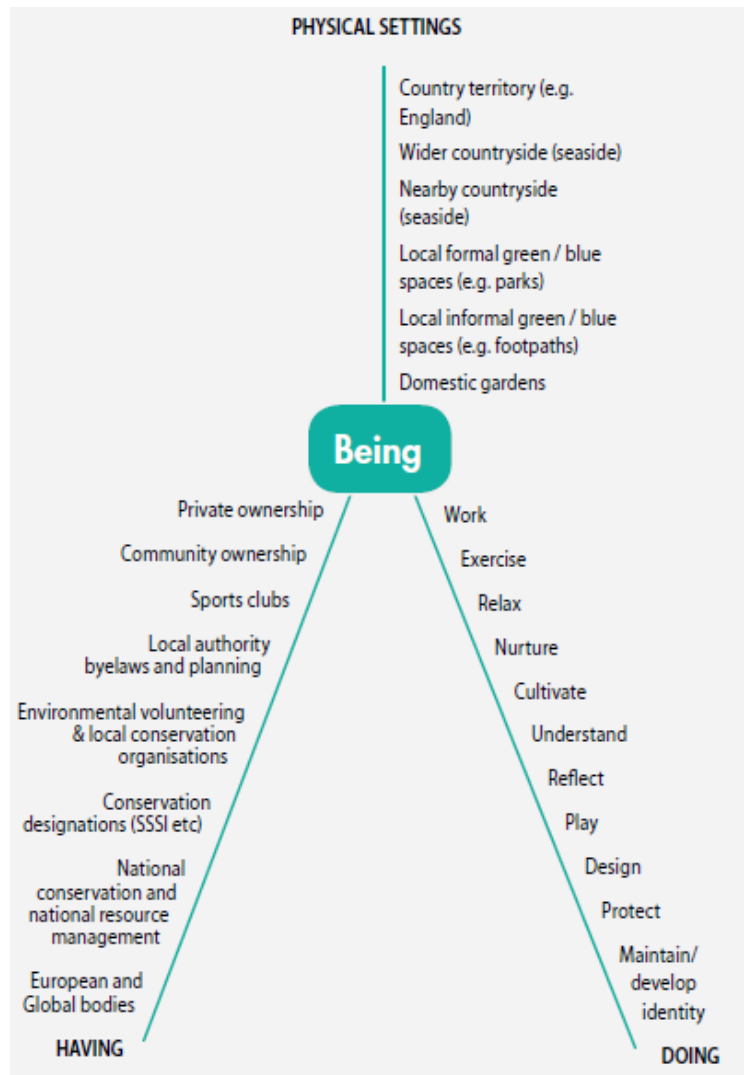 PHYSICAL SETTINGS
Country territory (e.g.
England)
Wider countryside (seaside)
Nearby countryside
(seaside)
Local formal green / blue
spaces (e.g. parks)
Local informal green / blue
spaces (e.g. footpaths)
Domestic gardens
Being
Private ownership
Community ownership
Sports clubs
Local authority
byelaws and planning
Environmental volunteering
& local conservation
organisations
Conservation
designations (SSSI etc)
National
conservation and
national resource
management
European and
Global bodies
HAVING
Work
Exercise
Relax
Nurture
Cultivate
Understand
Reflect
Play
Design
Protect
Maintain/
develop
identity
DOING